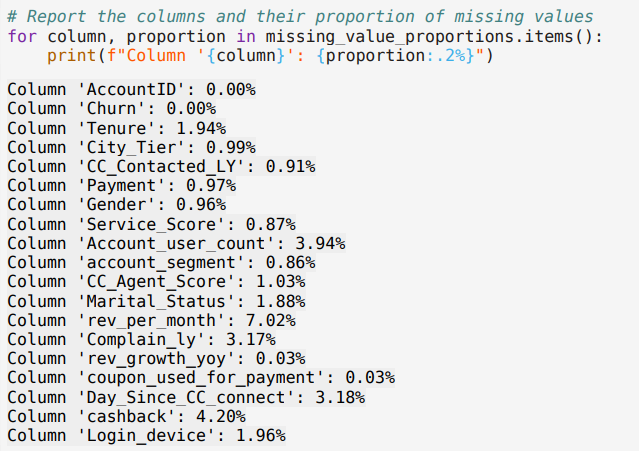 # Report the columns and their proportion of missing values
for column, proportion in missing_value_proportions.items():
    print(f"Column '{column}': {proportion:.2%}")
Column 'AccountID': 0.00%
Column 'Churn': 0.00%
Column 'Tenure': 1.94%
Column 'City_Tier': 0.99%
Column 'CC_Contacted_LY': 0.91%
Column 'Payment': 0.97%
Column 'Gender': 0.96%
Column 'Service_Score': 0.87%
Column 'Account_user_count': 3.94%
Column 'account_segment': 0.86%
Column 'CC_Agent_Score': 1.03%
Column 'Marital_Status': 1.88%
Column 'rev_per_month': 7.02%
Column 'Complain_ly': 3.17%
Column 'rev_growth_yoy': 0.03%
Column 'coupon_used_for_payment': 0.03%
Column 'Day_Since_CC_connect': 3.18%
Column 'cashback': 4.20%
Column 'Login_device': 1.96%